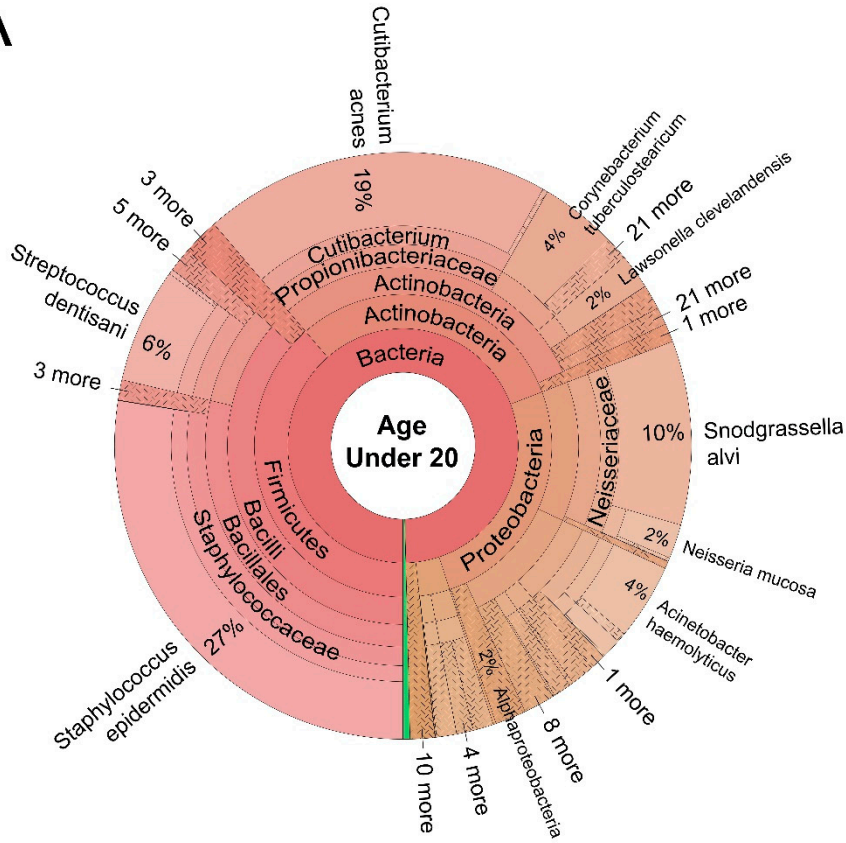 A
Cutibacterium
acnes
19%
3 more
5 more
Streptococcus
dentisani
6%
3 more
Corynebacterium
tuberculostearicum
4%
21 more
Lawsonella clevelandensis
2%
21 more
1 more
Cutibacterium
Propionibacteriaceae
Actinobacteria
Actinobacteria
Bacteria
Age
Under 20
Firmicutes
Bacilli
Bacillales
Staphylococcaceae
27%
Staphylococcus
epidermidis
Proteobacteria
Neisseriaceae
10%
Snodgrassella
alvi
2%
Neisseria mucosa
4%
Acinetobacter
haemolyticus
1 more
8 more
2%
Alphaproteobacteria
4 more
10 more